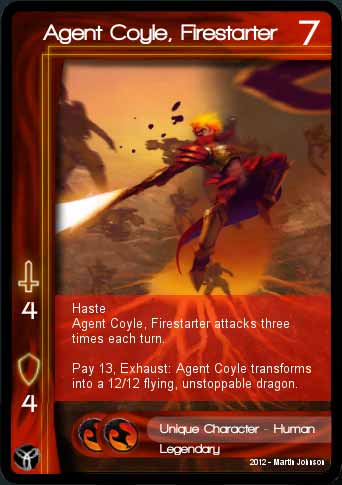 Agent Coyle, Firestarter 7
Haste
Agent Coyle, Firestarter attacks three
times each turn.
Pay 13, Exhaust: Agent Coyle transforms
into a 12/12 flying, unstoppable dragon.
4
4
Unique Character - Human
Legendary
2012 - Martin Johnson